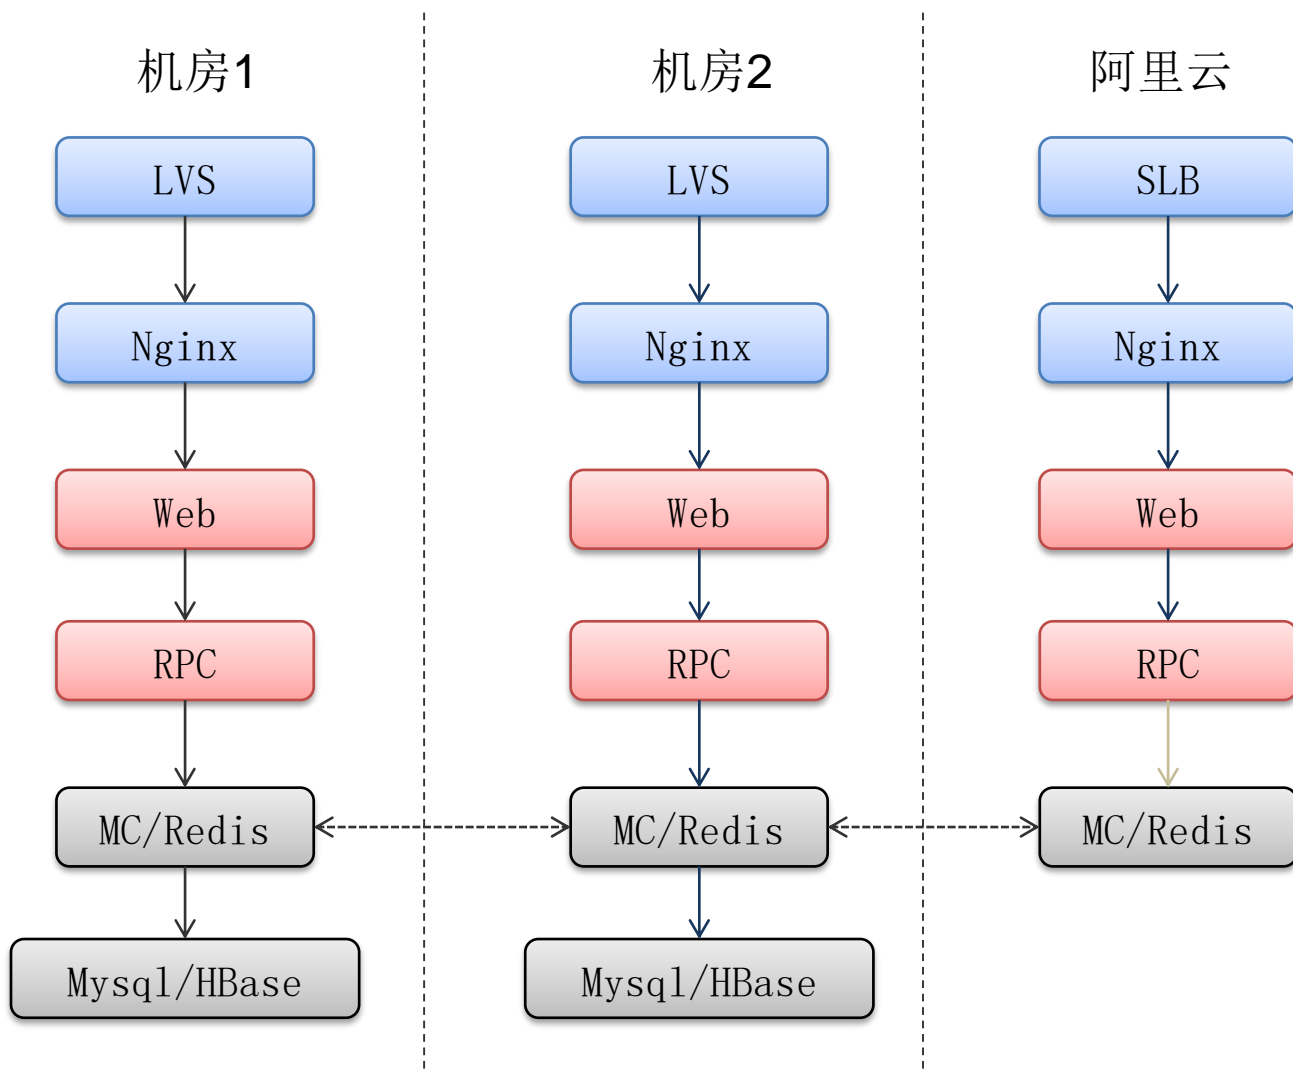 机房1
机房2
阿里云
LVS
LVS
SLB
Nginx
Nginx
Nginx
Web
Web
Web
RPC
RPC
RPC
MC/Redis
MC/Redis
MC/Redis
Mysql/HBase
Mysql/HBase